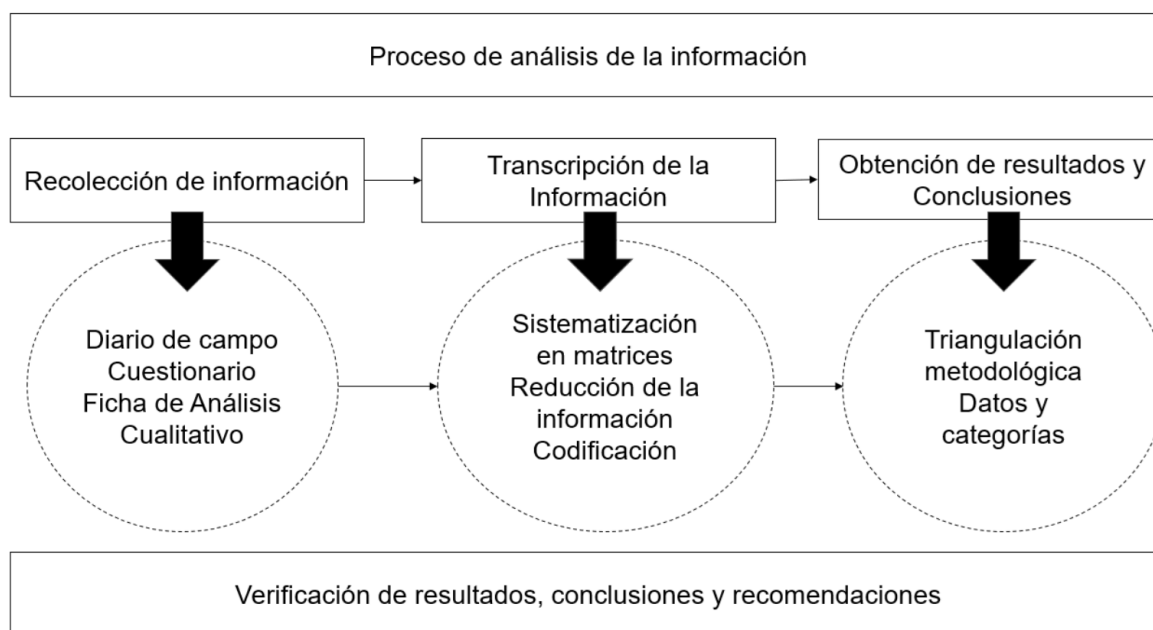 Proceso de análisis de la información
Recolección de información
Transcripción de la
Información
Obtención de resultados y
Conclusiones
Diario de campo
Cuestionario
Ficha de Análisis
Cualitativo
Sistematización
en matrices
Reducción de la
información
Codificación
Triangulación
metodológica
Datos y
categorías
Verificación de resultados, conclusiones y recomendaciones